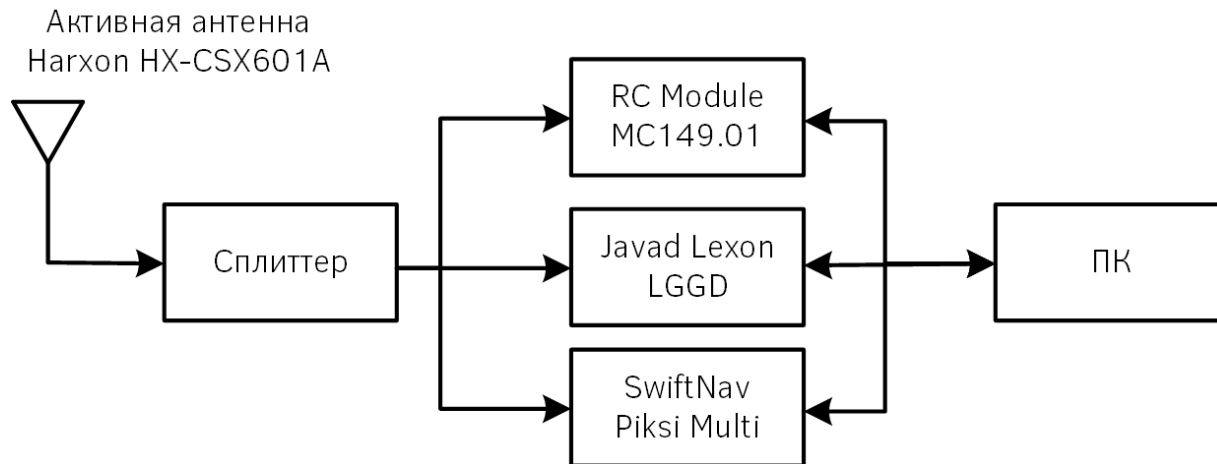 Активная антенна
Harxon HX-CSX601A
RC Module
MC149.01
Сплиттер
Javad Lexon
LGGD
ПК
SwiftNav
Piksi Multi